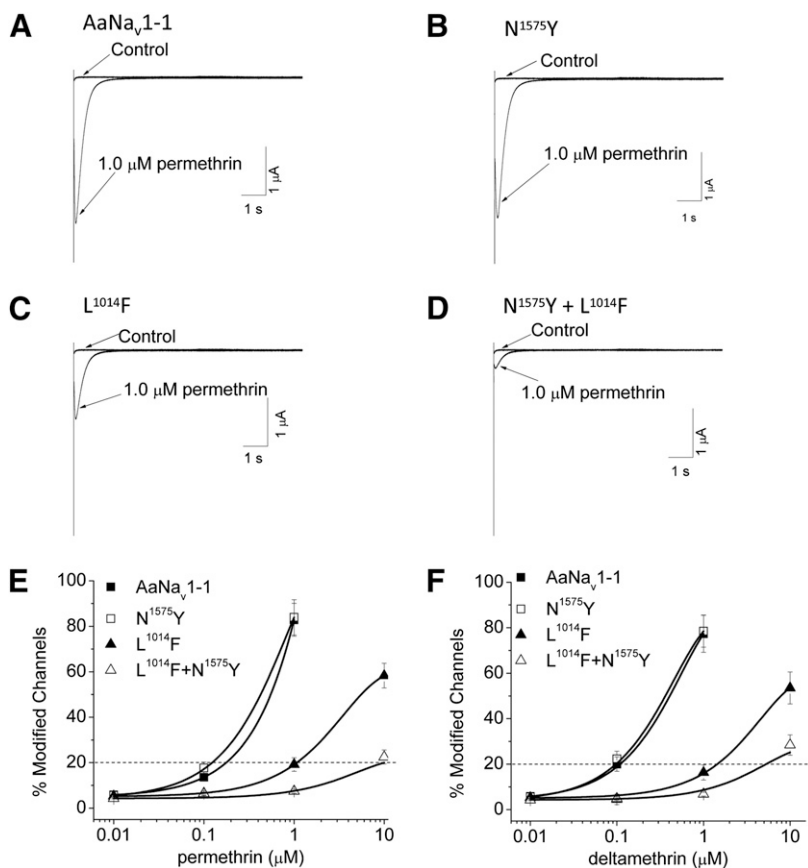 A AaNaᵥ1-1
Control
1.0 µM permethrin
1 µA
1 s
B N¹⁵⁷⁵Y
Control
1.0 µM permethrin
1 µA
1 s
C L¹⁰¹⁴F
Control
1.0 µM permethrin
1 µA
1 s
D N¹⁵⁷⁵Y + L¹⁰¹⁴F
Control
1.0 µM permethrin
1 µA
1 s
E
AaNaᵥ1-1
N¹⁵⁷⁵Y
L¹⁰¹⁴F
L¹⁰¹⁴F+N¹⁵⁷⁵Y
% Modified Channels
100
80
60
40
20
0
0.01 0.1 1 10
permethrin (µM)
F
AaNaᵥ1-1
N¹⁵⁷⁵Y
L¹⁰¹⁴F
L¹⁰¹⁴F+N¹⁵⁷⁵Y
% Modified Channels
100
80
60
40
20
0
0.01 0.1 1 10
deltamethrin (µM)